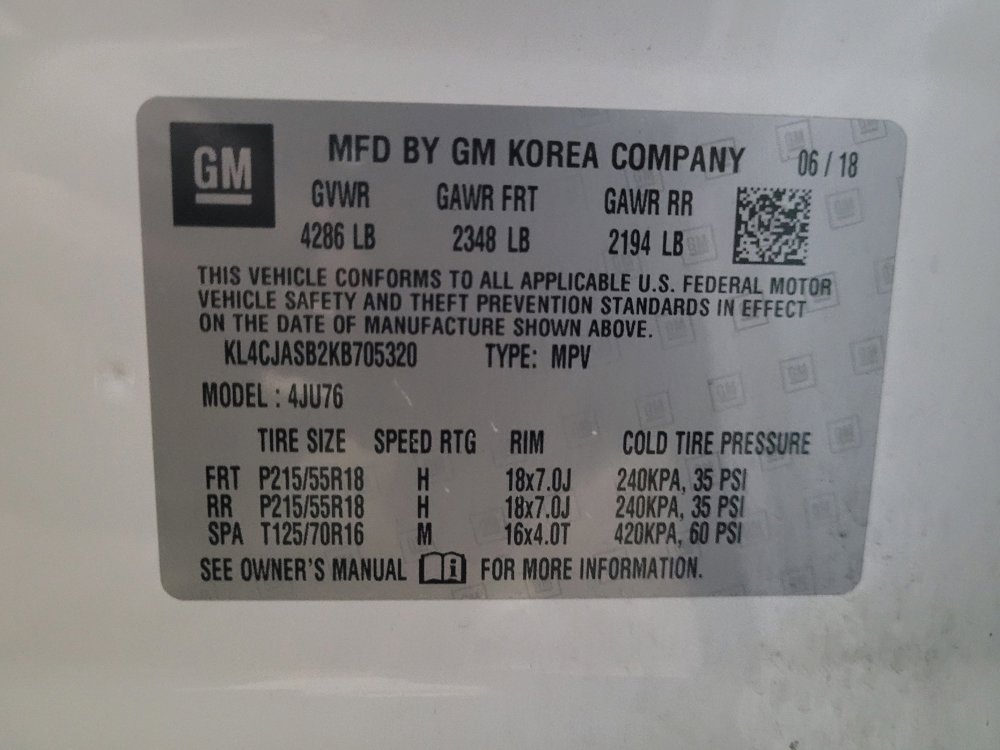 GM
MFD BY GM KOREA COMPANY 06 / 18
GVWR GAWR FRT GAWR RR
4286 LB 2348 LB 2194 LB
THIS VEHICLE CONFORMS TO ALL APPLICABLE U.S. FEDERAL MOTOR
VEHICLE SAFETY AND THEFT PREVENTION STANDARDS IN EFFECT
ON THE DATE OF MANUFACTURE SHOWN ABOVE.
KL4CJASB2KB705320 TYPE: MPV
MODEL : 4JU76
TIRE SIZE SPEED RTG RIM COLD TIRE PRESSURE
FRT P215/55R18 H 18x7.0J 240KPA, 35 PSI
RR P215/55R18 H 18x7.0J 240KPA, 35 PSI
SPA T125/70R16 M 16x4.0T 420KPA, 60 PSI
SEE OWNER'S MANUAL i FOR MORE INFORMATION.